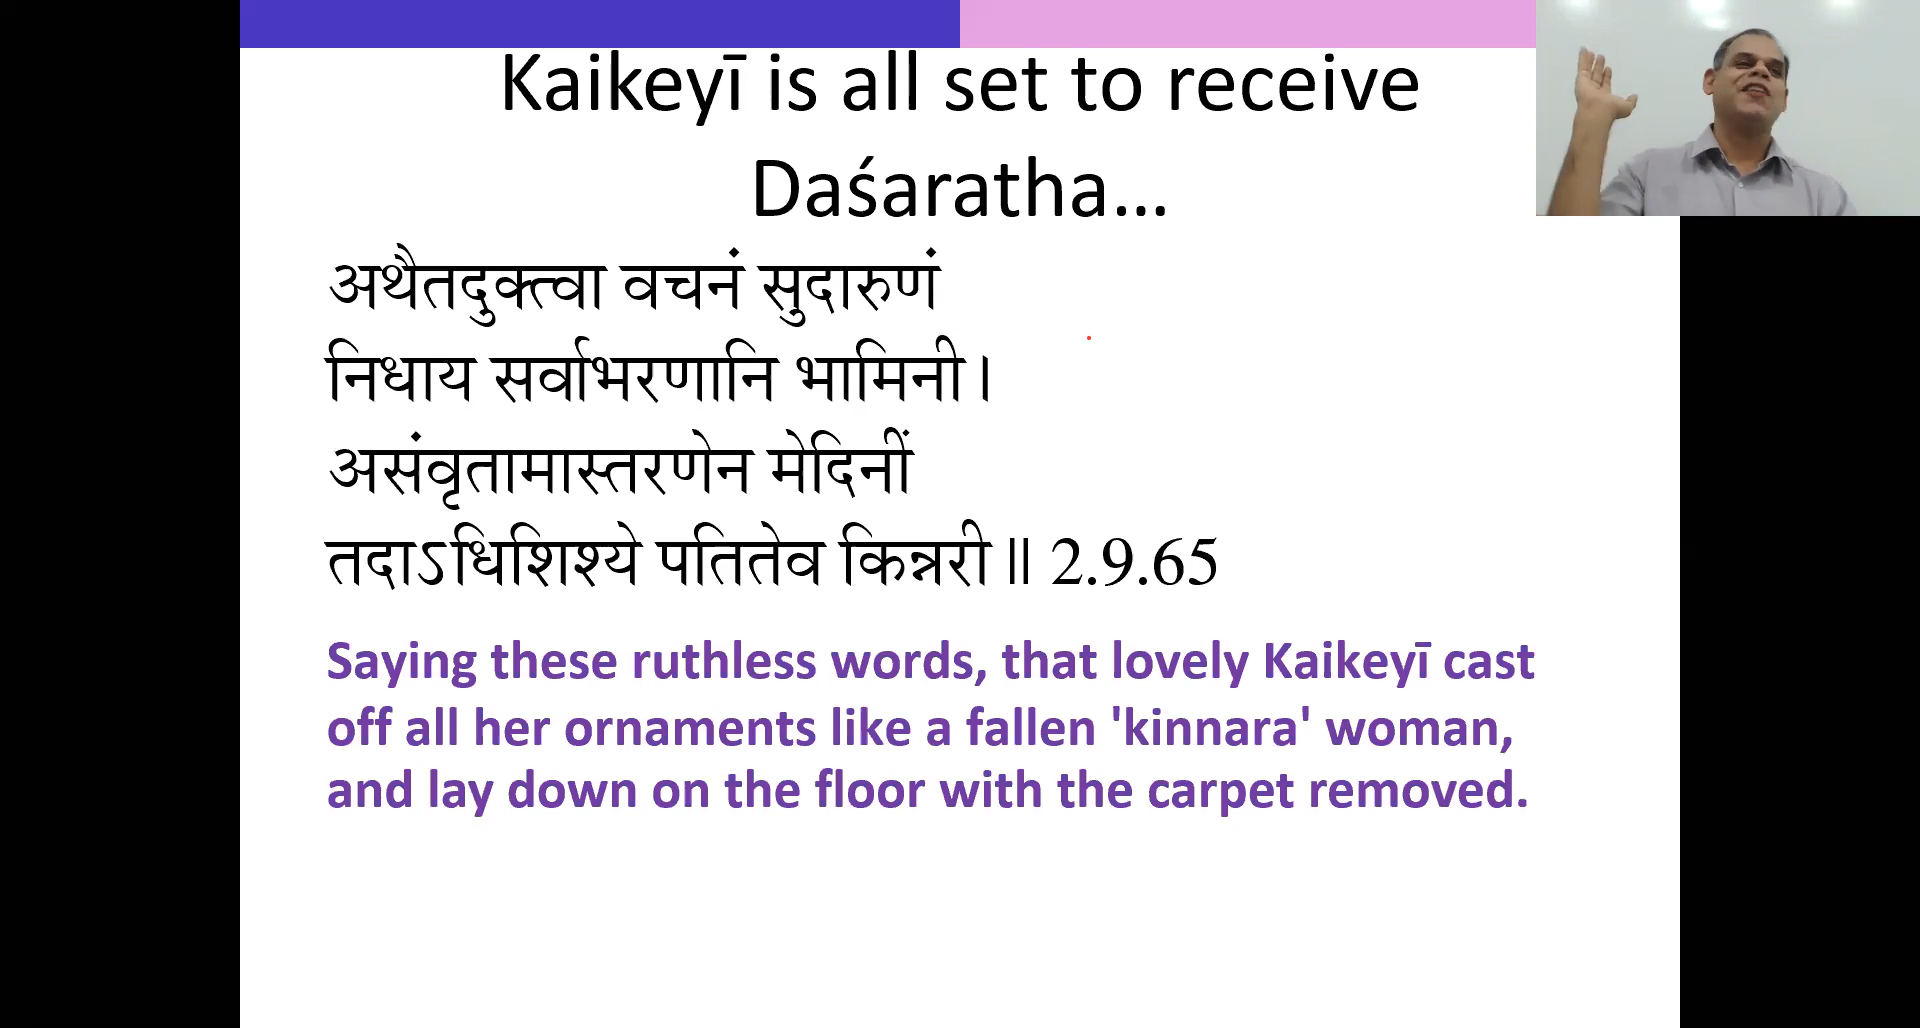 Kaikeyī is all set to receive
Daśaratha...
अथैतदुक्त्वा वचनं सुदारुणं
निधाय सर्वाभरणानि भामिनी।
असंवृतामास्तरणेन मेदिनीं
तदाऽधिशिश्ये पतितेव किन्नरी॥ 2.9.65
Saying these ruthless words, that lovely Kaikeyī cast
off all her ornaments like a fallen 'kinnara' woman,
and lay down on the floor with the carpet removed.